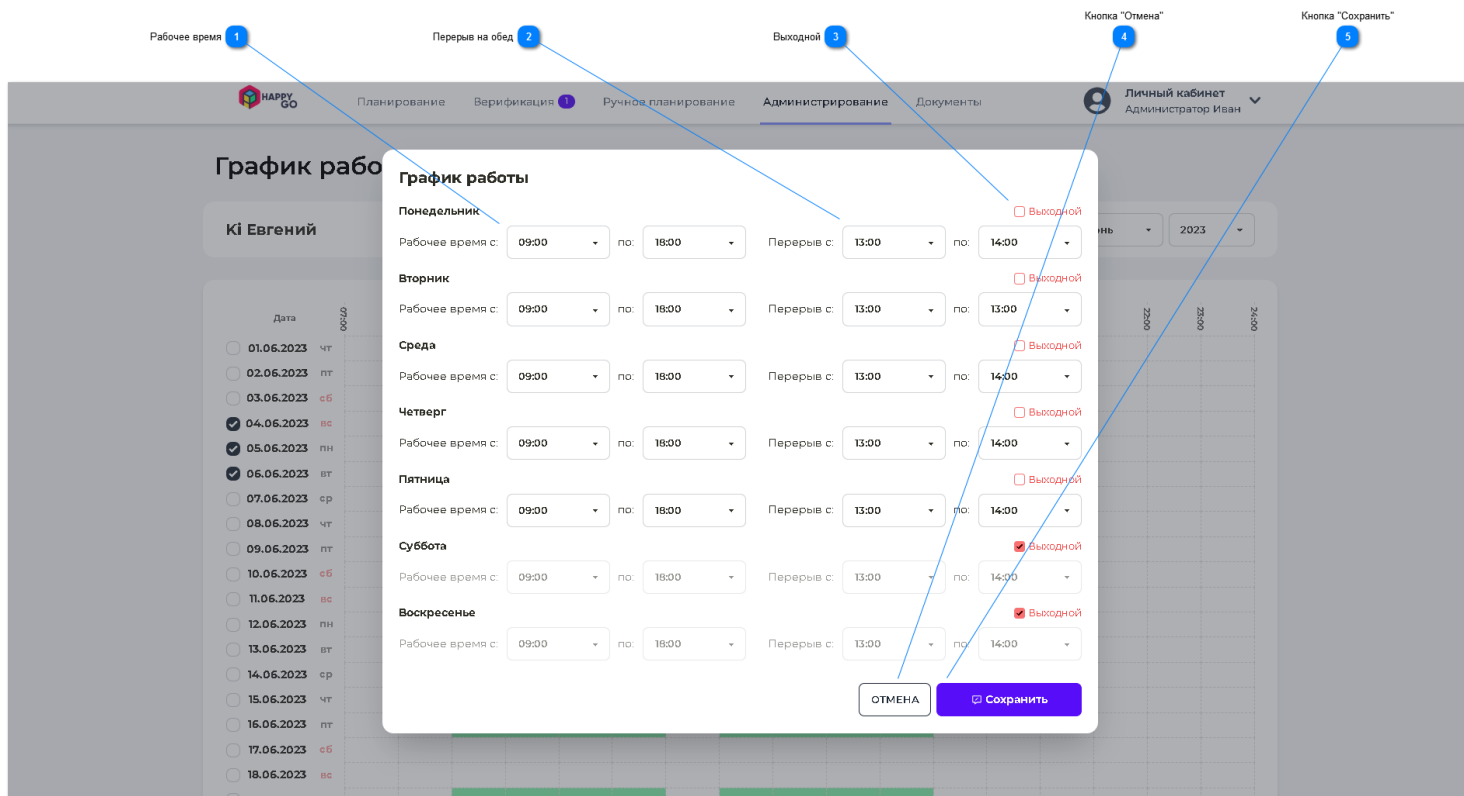 Кнопка "Отмена" Кнопка "Сохранить"
Рабочее время 1 Перерыв на обед 2 Выходной 3 4 5
HAPPY GO Планирование Верификация 1 Ручное планирование Администрирование Документы Личный кабинет
Администратор Иван
График рабо
График работы
Понедельник Выходной
Ki Евгений
Рабочее время с: 09:00 по: 18:00 Перерыв с: 13:00 по: 14:00
нь 2023
Вторник Выходной
Рабочее время с: 09:00 по: 18:00 Перерыв с: 13:00 по: 13:00
Дата 07:00 22:00 23:00 24:00
Среда Выходной
01.06.2023 чт
Рабочее время с: 09:00 по: 18:00 Перерыв с: 13:00 по: 14:00
02.06.2023 пт
03.06.2023 сб
Четверг Выходной
04.06.2023 вс
Рабочее время с: 09:00 по: 18:00 Перерыв с: 13:00 по: 14:00
05.06.2023 пн
06.06.2023 вт
Пятница Выходной
07.06.2023 ср
Рабочее время с: 09:00 по: 18:00 Перерыв с: 13:00 по: 14:00
08.06.2023 чт
09.06.2023 пт
Суббота Выходной
10.06.2023 сб
Рабочее время с: 09:00 по: 18:00 Перерыв с: 13:00 по: 14:00
11.06.2023 вс
Воскресенье Выходной
12.06.2023 пн
Рабочее время с: 09:00 по: 18:00 Перерыв с: 13:00 по: 14:00
13.06.2023 вт
14.06.2023 ср
15.06.2023 чт
ОТМЕНА Сохранить
16.06.2023 пт
17.06.2023 сб
18.06.2023 вс